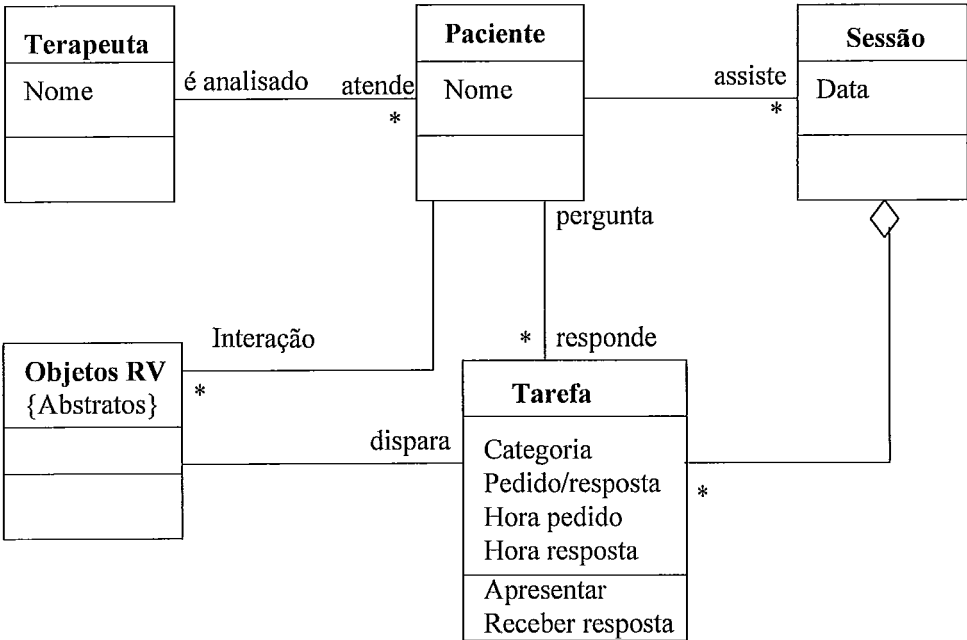 Terapeuta
Nome
é analisado
atende
*
Paciente
Nome
assiste
*
Sessão
Data
pergunta
* responde
Interação
*
Objetos RV
{Abstratos}
dispara
Tarefa
Categoria
Pedido/resposta
Hora pedido
Hora resposta
Apresentar
Receber resposta
*